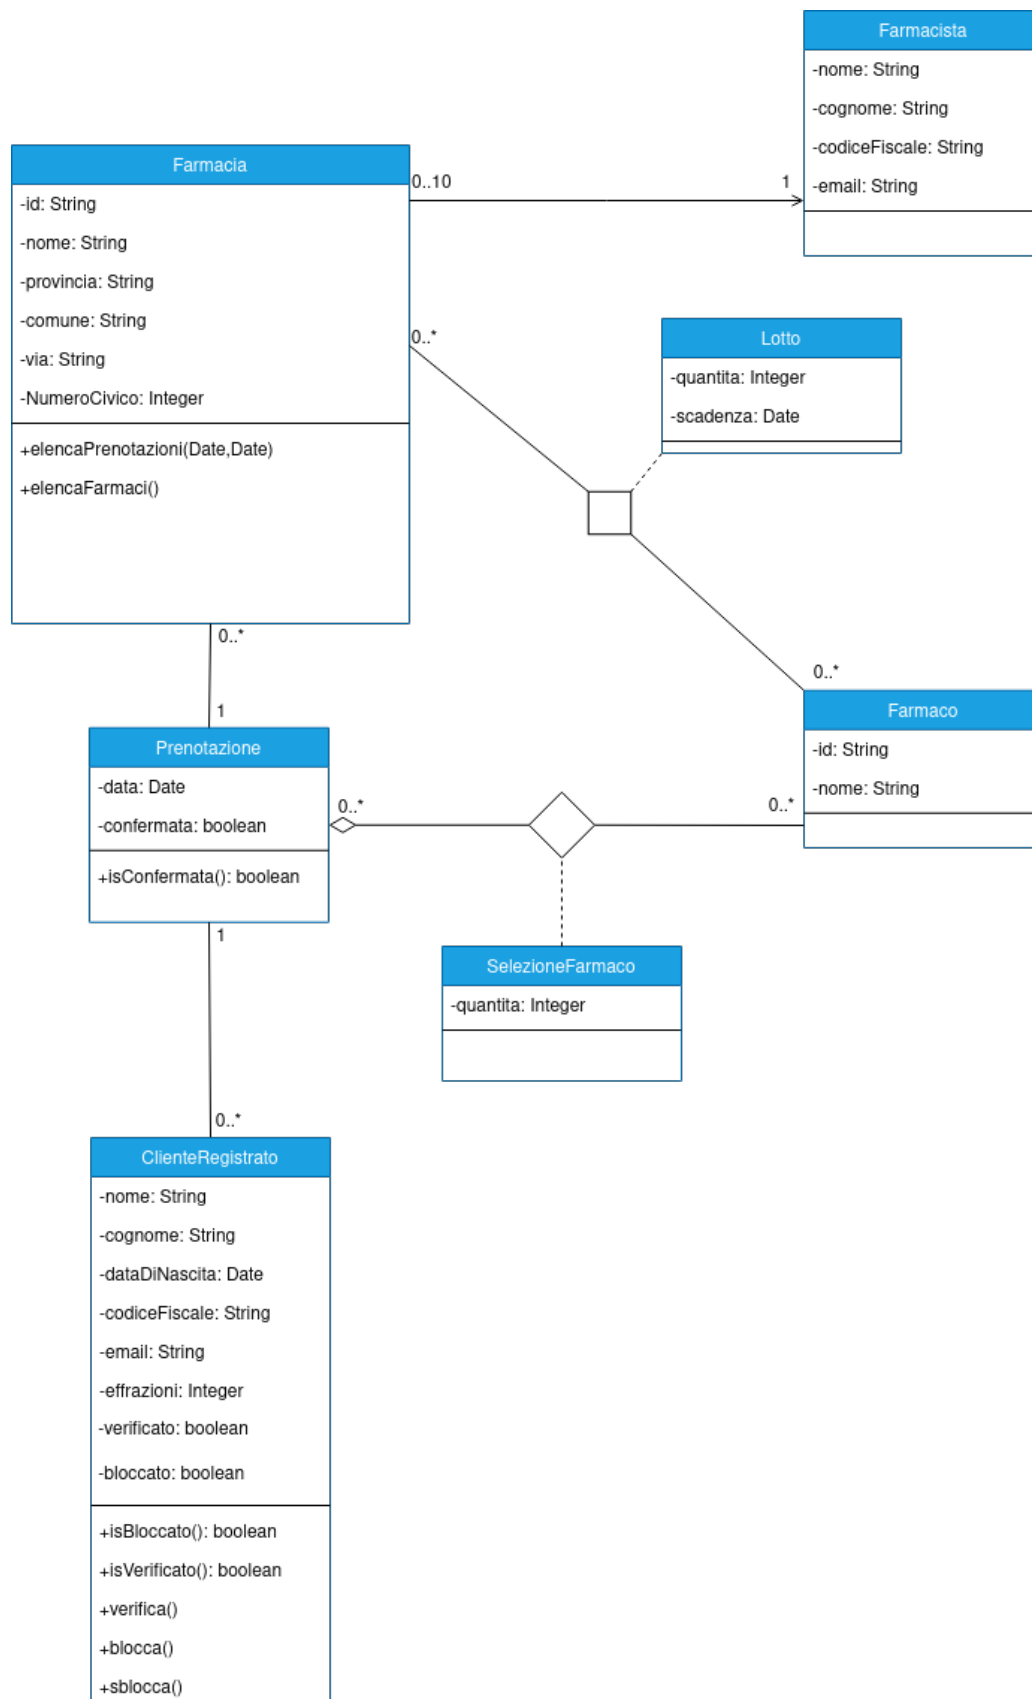 Farmacista
-nome: String
-cognome: String
-codiceFiscale: String
-email: String
Farmacia
-id: String
-nome: String
-provincia: String
-comune: String
-via: String
-NumeroCivico: Integer
+elencaPrenotazioni(Date,Date)
+elencaFarmaci()
0..10
1
0..*
Lotto
-quantita: Integer
-scadenza: Date
0..*
0..*
1
Farmaco
-id: String
-nome: String
Prenotazione
-data: Date
-confermata: boolean
+isConfermata(): boolean
0..*
0..*
1
SelezioneFarmaco
-quantita: Integer
0..*
ClienteRegistrato
-nome: String
-cognome: String
-dataDiNascita: Date
-codiceFiscale: String
-email: String
-effrazioni: Integer
-verificato: boolean
-bloccato: boolean
+isBloccato(): boolean
+isVerificato(): boolean
+verifica()
+blocca()
+sblocca()